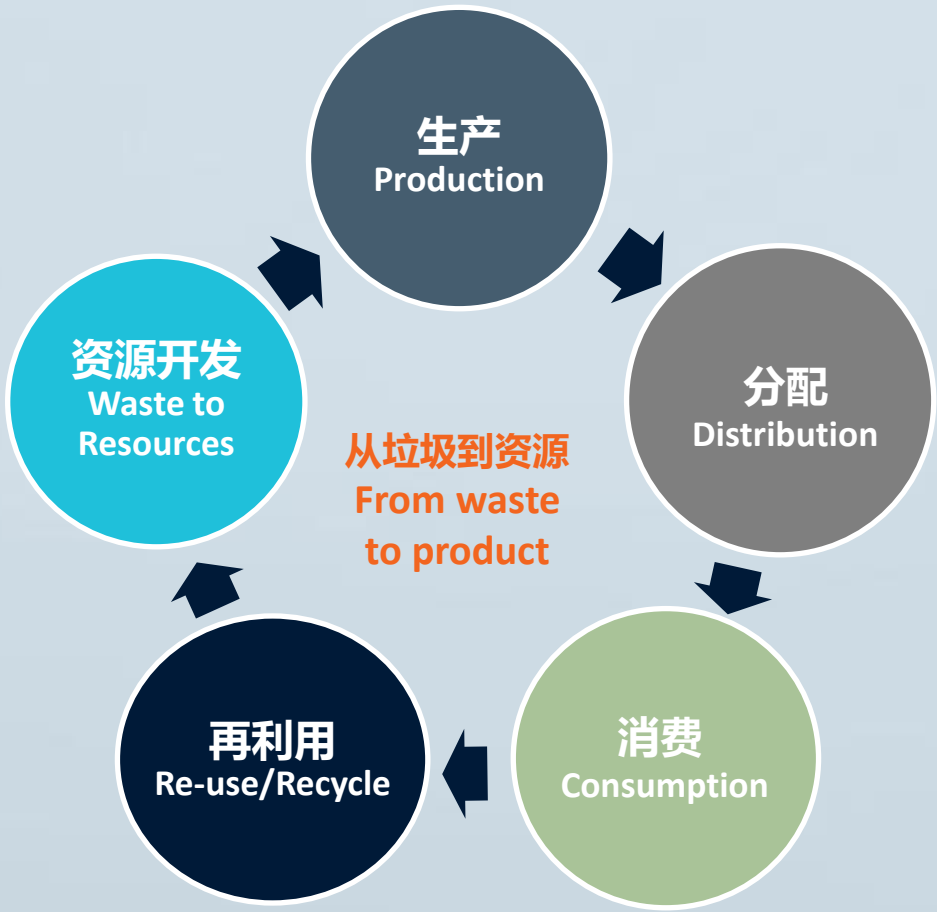 生产
Production
分配
Distribution
消费
Consumption
再利用
Re-use/Recycle
资源开发
Waste to
Resources
从垃圾到资源
From waste
to product